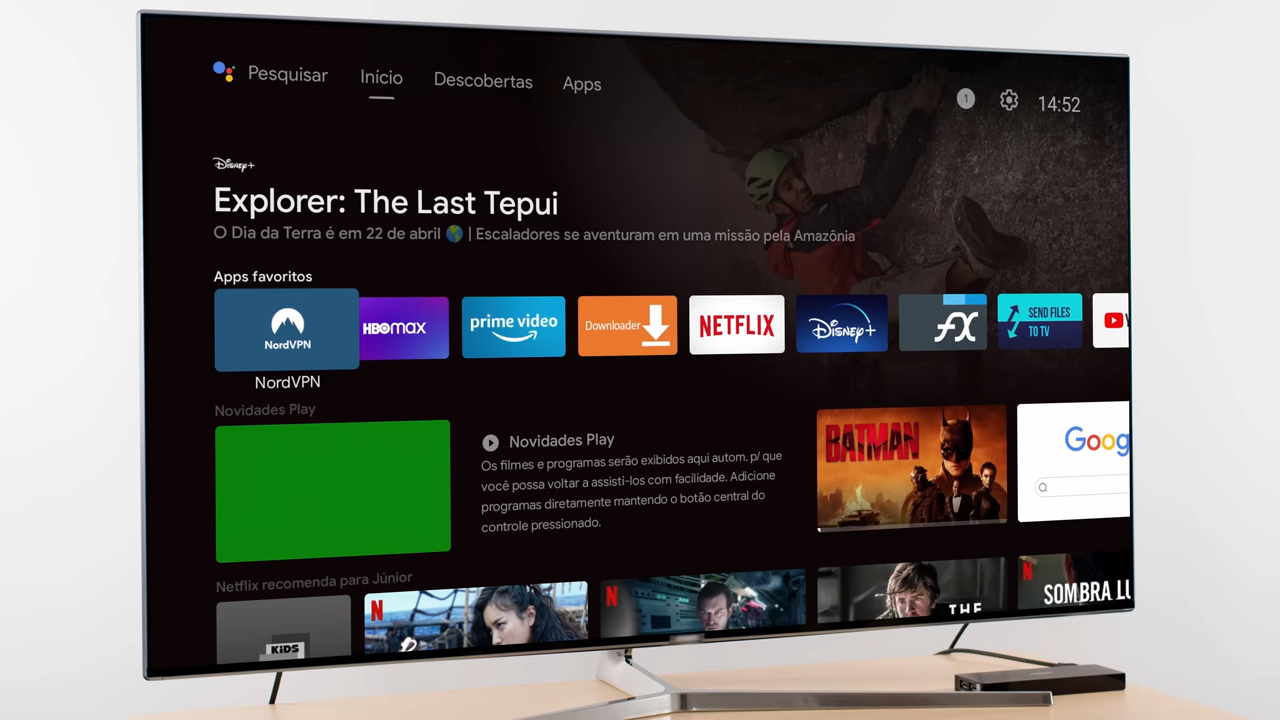 Pesquisar Início Descobertas Apps
1 14:52
Disney+
Explorer: The Last Tepui
O Dia da Terra é em 22 de abril | Escaladores se aventuram em uma missão pela Amazônia
Apps favoritos
NordVPN
HBOMAX
prime video
Downloader
NETFLIX
Disney+
FX
SEND FILES
TO TV
NordVPN
Novidades Play
Novidades Play
Os filmes e programas serão exibidos aqui autom. p/ que
você possa voltar a assisti-los com facilidade. Adicione
programas diretamente mantendo o botão central do
controle pressionado.
BATMAN
Goog
Netflix recomenda para Júnior
KiDS
N
N
THE
N
SOMBRA LU